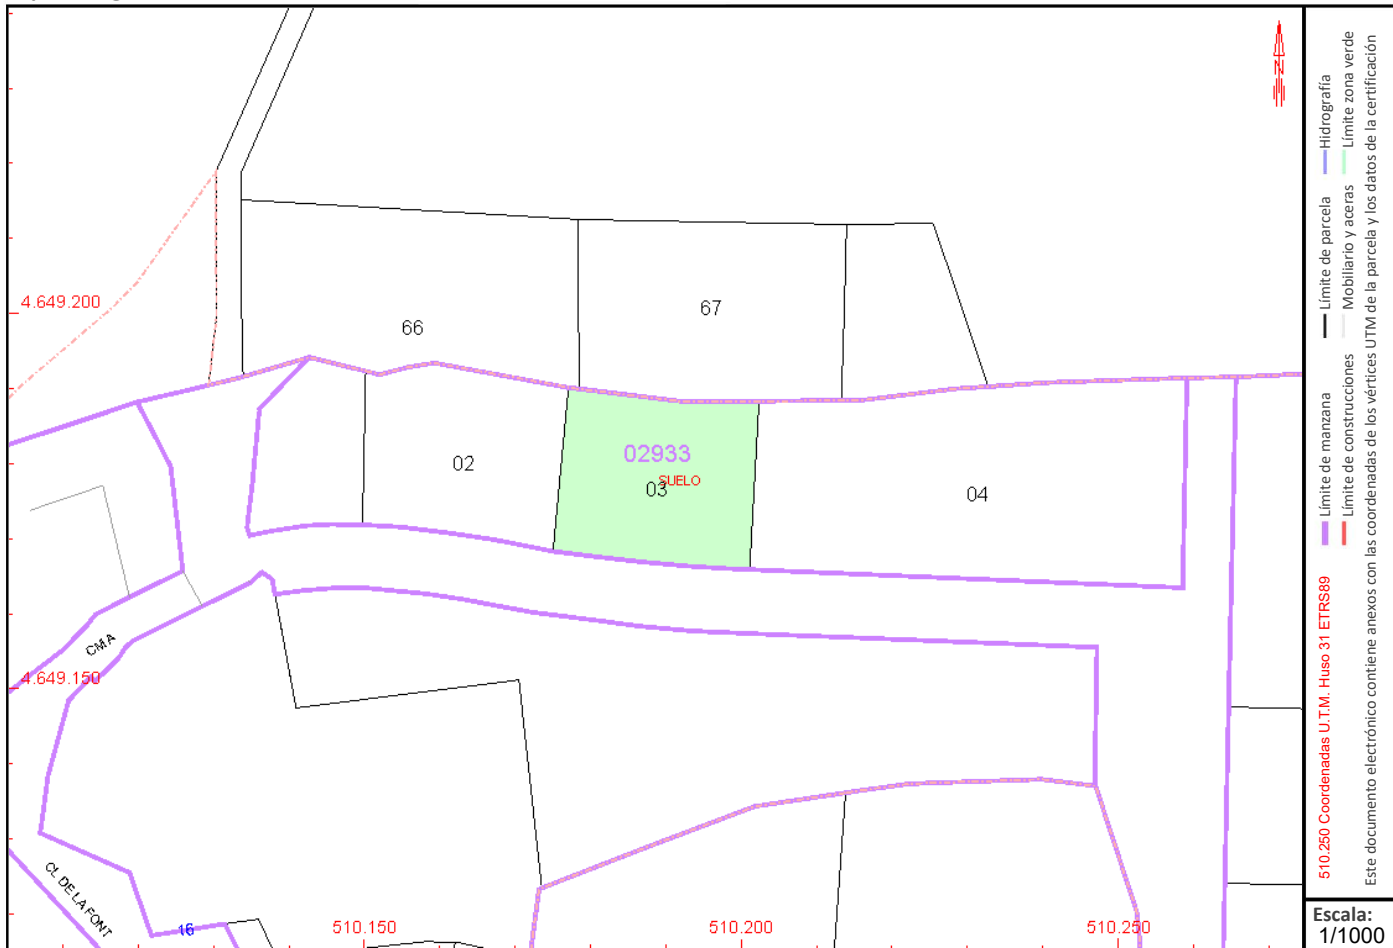 N
4.649.200
66
67
02
02933
SUELO
03
04
CMA
4.649.150
CL DE LA FONT
16
510.150
510.200
510.250
Límite de manzana
Límite de parcela
Hidrografía
Límite de construcciones
Mobiliario y aceras
Límite zona verde
510.250 Coordenadas U.T.M. Huso 31 ETRS89
Este documento electrónico contiene anexos con las coordenadas de los vértices UTM de la parcela y los datos de la certificación
Escala:
1/1000